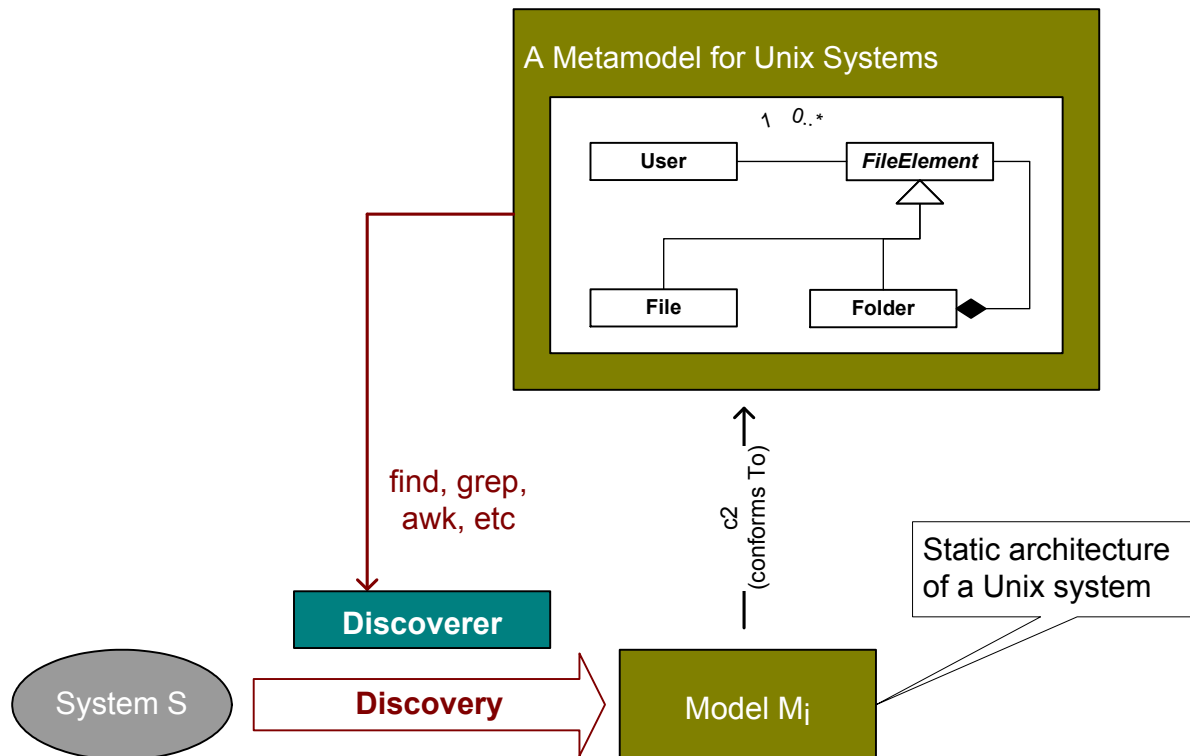 A Metamodel for Unix Systems
1 0..*
User
FileElement
File
Folder
find, grep,
awk, etc
c2
(conforms To)
Static architecture
of a Unix system
Discoverer
System S
Discovery
Model Mi